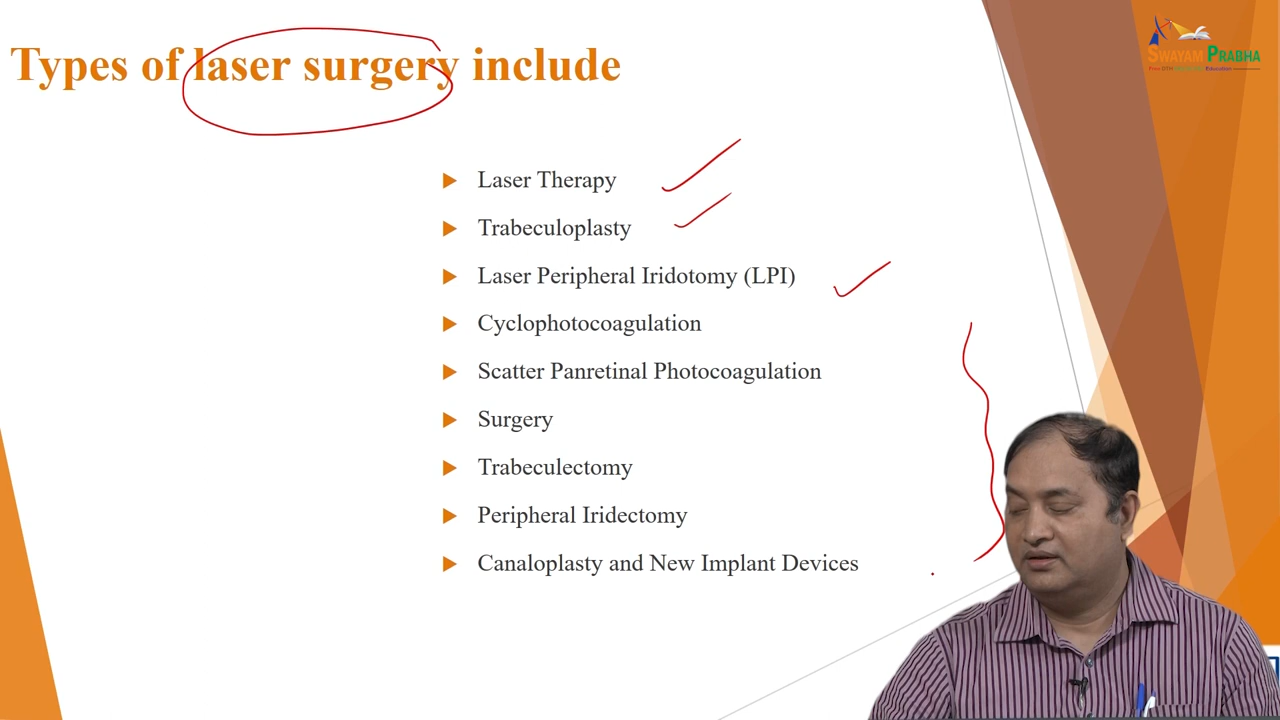 Types of laser surgery include
SWAYAM PRABHA
Laser Therapy
Trabeculoplasty
Laser Peripheral Iridotomy (LPI)
Cyclophotocoagulation
Scatter Panretinal Photocoagulation
Surgery
Trabeculectomy
Peripheral Iridectomy
Canaloplasty and New Implant Devices